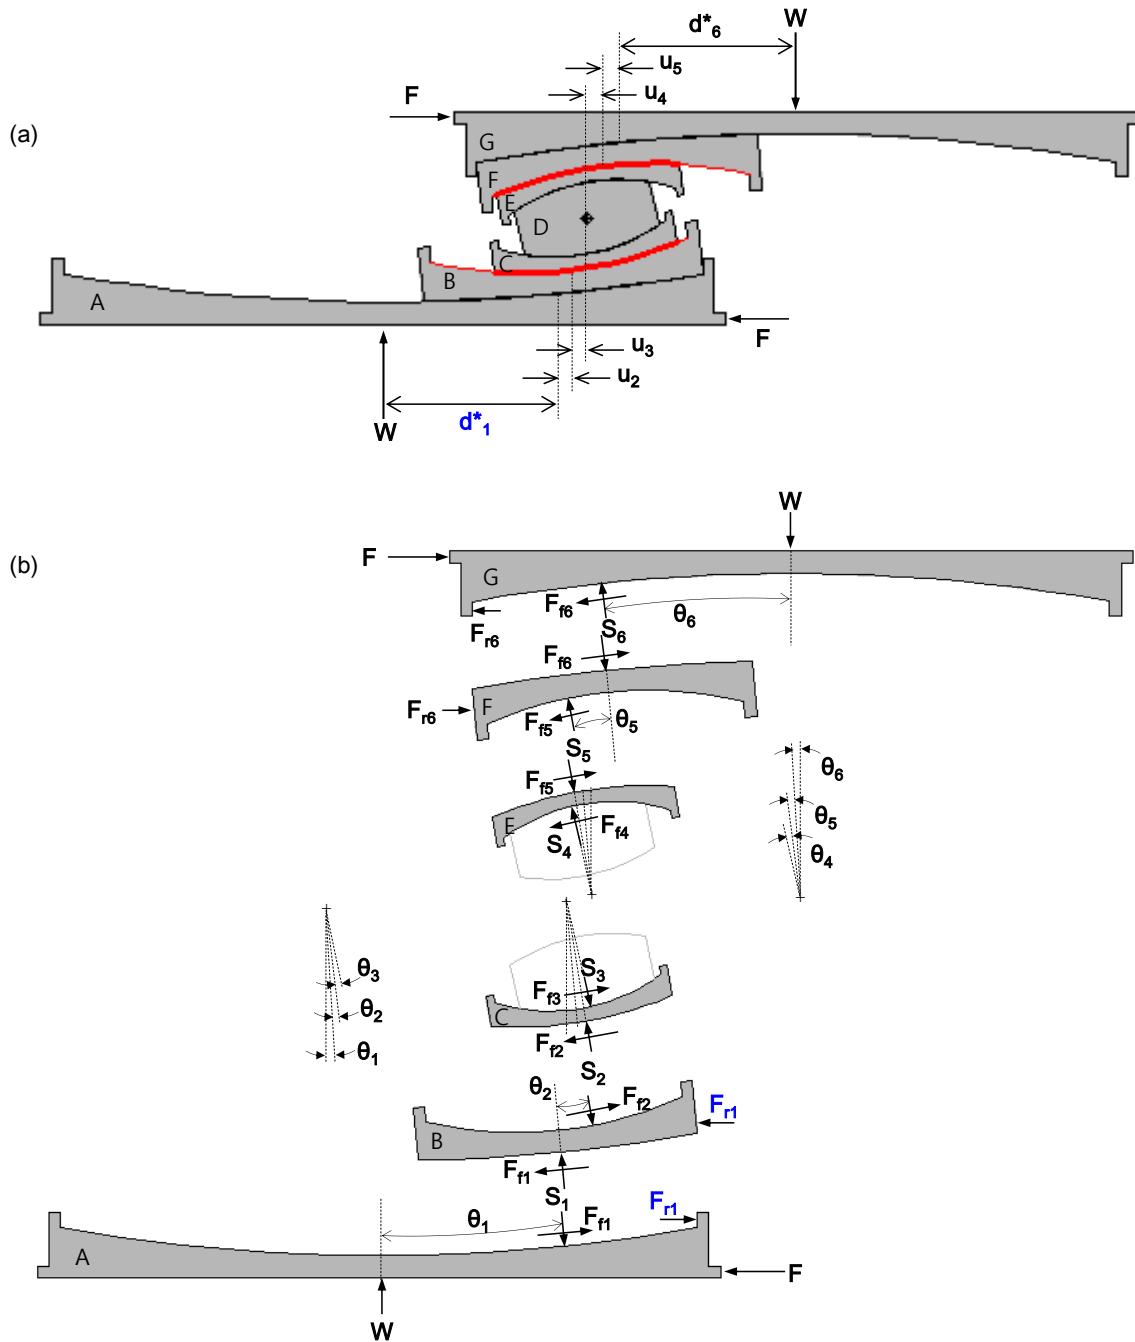 W
d*6
u5
u4
F
(a)
G
F
E
D
C
B
A
F
u3
u2
d*1
W
W
(b)
F
G
Ff6
θ6
Fr6
S6
Ff6
Fr6
F
Ff5
θ5
S5
Ff5
E
S4
Ff4
θ6
θ5
θ4
θ3
θ2
θ1
S3
Ff3
C
Ff2
S2
θ2
Ff2
Fr1
B
Ff1
S1
Ff1
Fr1
θ1
A
F
W